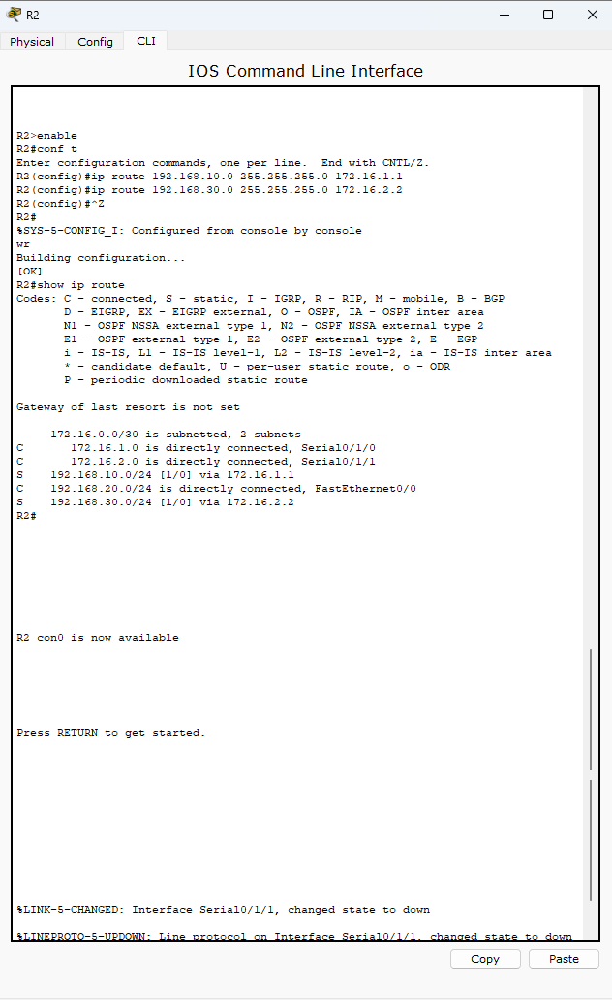 R2
Physical Config CLI
IOS Command Line Interface
R2>enable
R2#conf t
Enter configuration commands, one per line.  End with CNTL/Z.
R2(config)#ip route 192.168.10.0 255.255.255.0 172.16.1.1
R2(config)#ip route 192.168.30.0 255.255.255.0 172.16.2.2
R2(config)#^Z
R2#
%SYS-5-CONFIG_I: Configured from console by console
wr
Building configuration...
[OK]
R2#show ip route
Codes: C - connected, S - static, I - IGRP, R - RIP, M - mobile, B - BGP
       D - EIGRP, EX - EIGRP external, O - OSPF, IA - OSPF inter area
       N1 - OSPF NSSA external type 1, N2 - OSPF NSSA external type 2
       E1 - OSPF external type 1, E2 - OSPF external type 2, E - EGP
       i - IS-IS, L1 - IS-IS level-1, L2 - IS-IS level-2, ia - IS-IS inter area
       * - candidate default, U - per-user static route, o - ODR
       P - periodic downloaded static route
Gateway of last resort is not set
     172.16.0.0/30 is subnetted, 2 subnets
C       172.16.1.0 is directly connected, Serial0/1/0
C       172.16.2.0 is directly connected, Serial0/1/1
S    192.168.10.0/24 [1/0] via 172.16.1.1
C    192.168.20.0/24 is directly connected, FastEthernet0/0
S    192.168.30.0/24 [1/0] via 172.16.2.2
R2#
R2 con0 is now available
Press RETURN to get started.
%LINK-5-CHANGED: Interface Serial0/1/1, changed state to down
%LINEPROTO-5-UPDOWN: Line protocol on Interface Serial0/1/1, changed state to down
Copy Paste